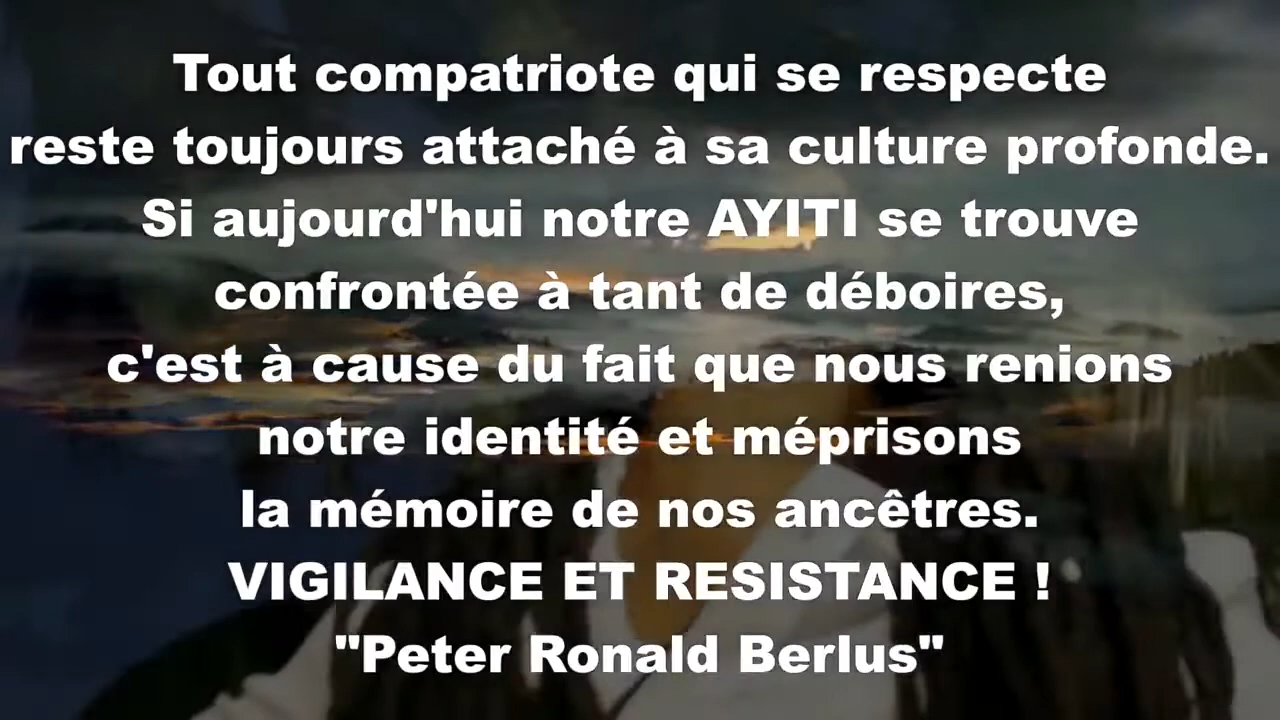 Tout compatriote qui se respecte
reste toujours attaché à sa culture profonde.
Si aujourd'hui notre AYITI se trouve
confrontée à tant de déboires,
c'est à cause du fait que nous renions
notre identité et méprisons
la mémoire de nos ancêtres.
VIGILANCE ET RESISTANCE !
"Peter Ronald Berlus"